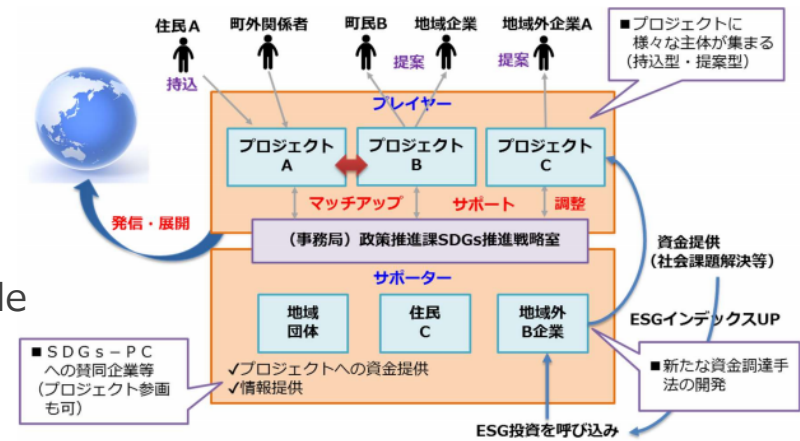 住民A
町外関係者
町民B
地域企業
地域外企業A
■プロジェクトに
様々な主体が集まる
（持込型・提案型）
持込
提案
提案
プレイヤー
プロジェクト
A
プロジェクト
B
プロジェクト
C
マッチアップ
サポート
調整
発信・展開
（事務局）政策推進課SDGs推進戦略室
資金提供
（社会課題解決等）
サポーター
de
地域
団体
住民
C
地域外
B企業
ESGインデックスUP
■ＳＤＧｓ－ＰＣ
への賛同企業等
（プロジェクト参画
も可）
✓プロジェクトへの資金提供
✓情報提供
■新たな資金調達手
法の開発
ESG投資を呼び込み